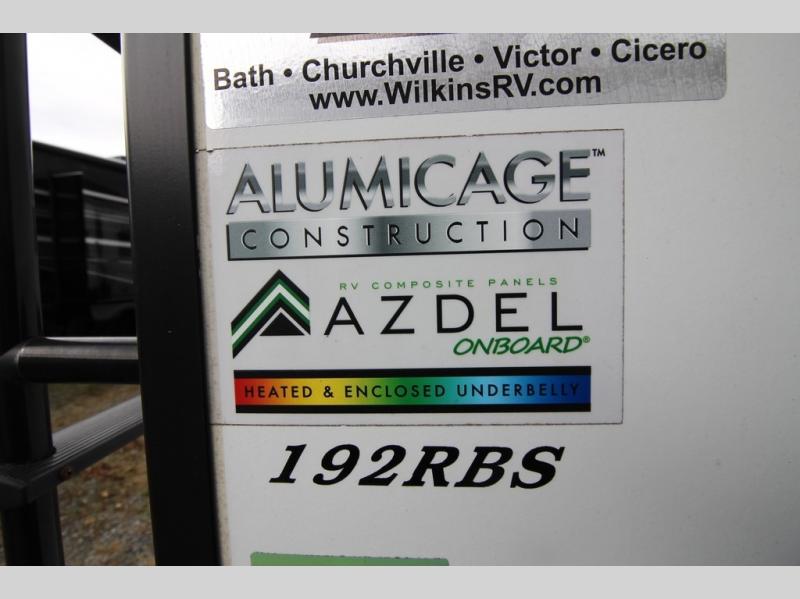 Bath • Churchville • Victor • Cicero
www.WilkinsRV.com
ALUMICAGE™
CONSTRUCTION
RV COMPOSITE PANELS
AZDEL
ONBOARD®
HEATED & ENCLOSED UNDERBELLY
192RBS